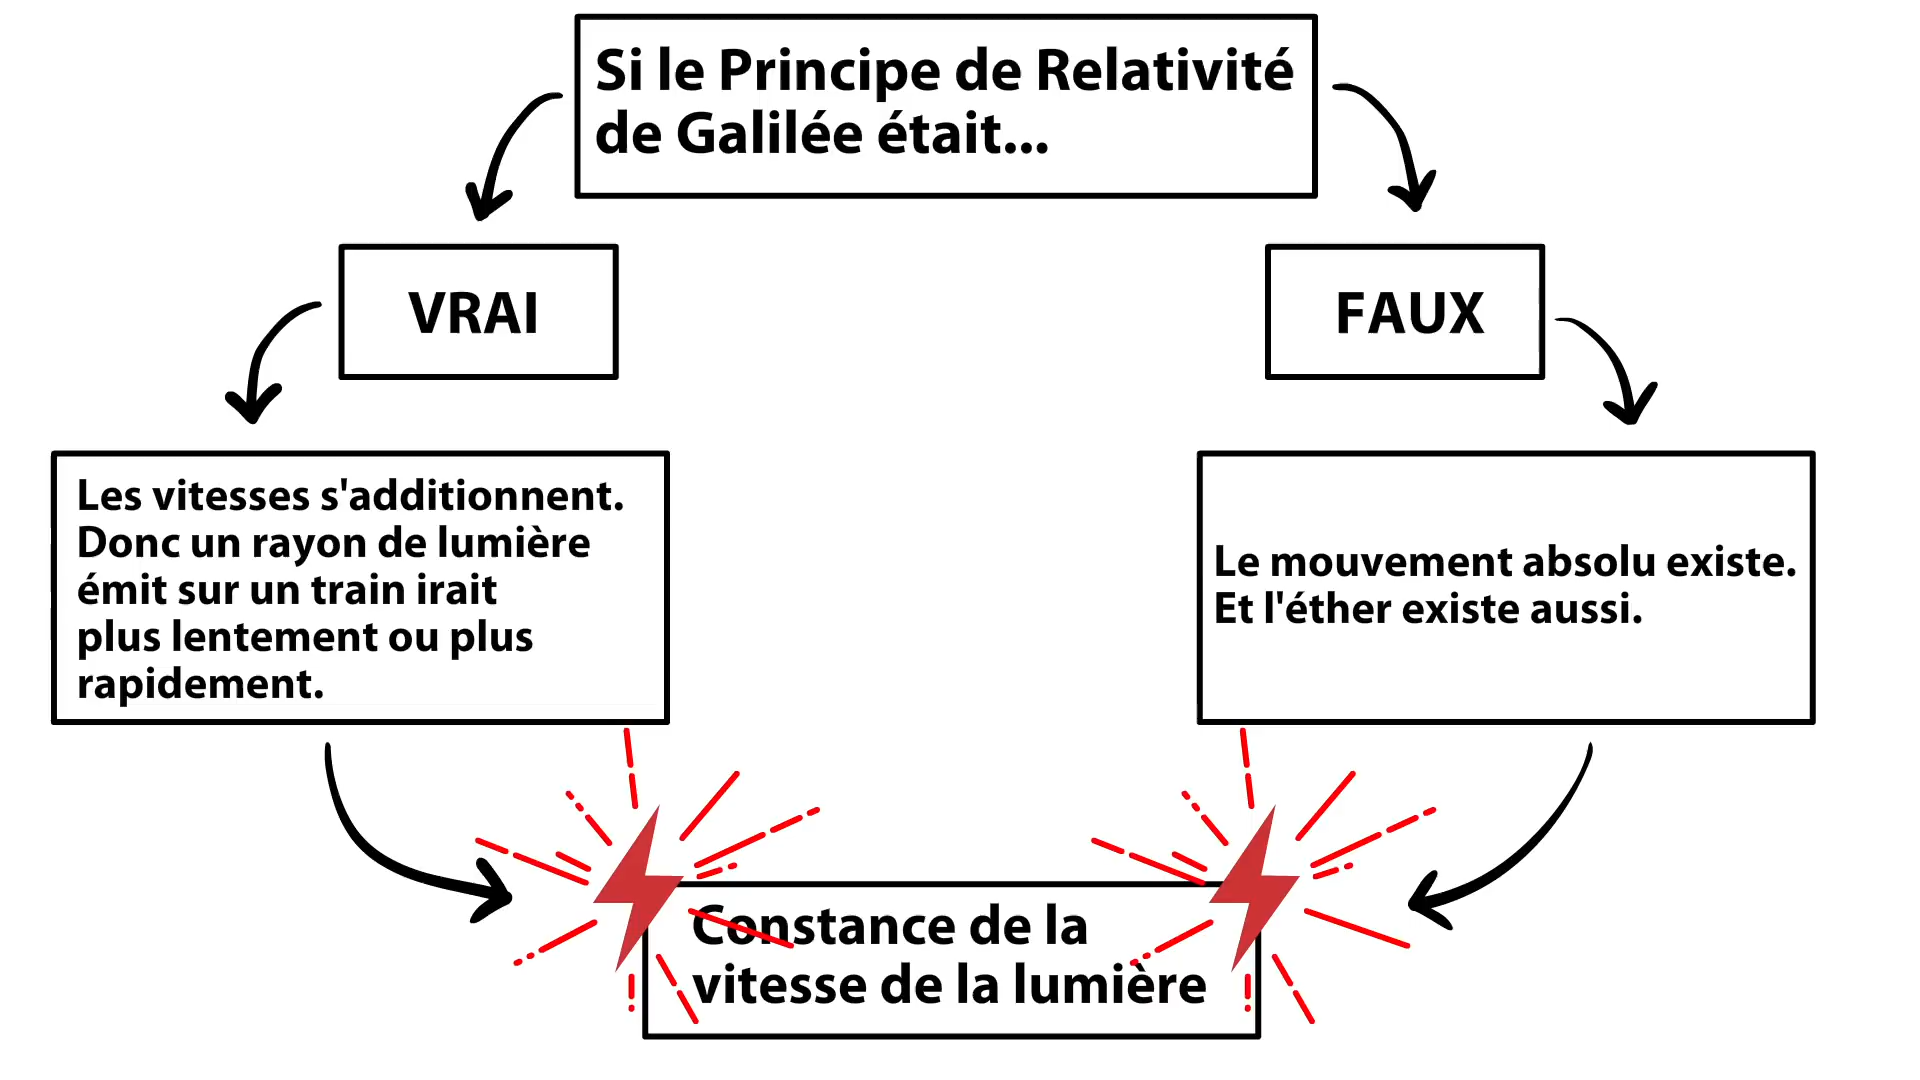 Si le Principe de Relativité
de Galilée était...
VRAI
FAUX
Les vitesses s'additionnent.
Donc un rayon de lumière
émit sur un train irait
plus lentement ou plus
rapidement.
Le mouvement absolu existe.
Et l'éther existe aussi.
Constance de la
vitesse de la lumière